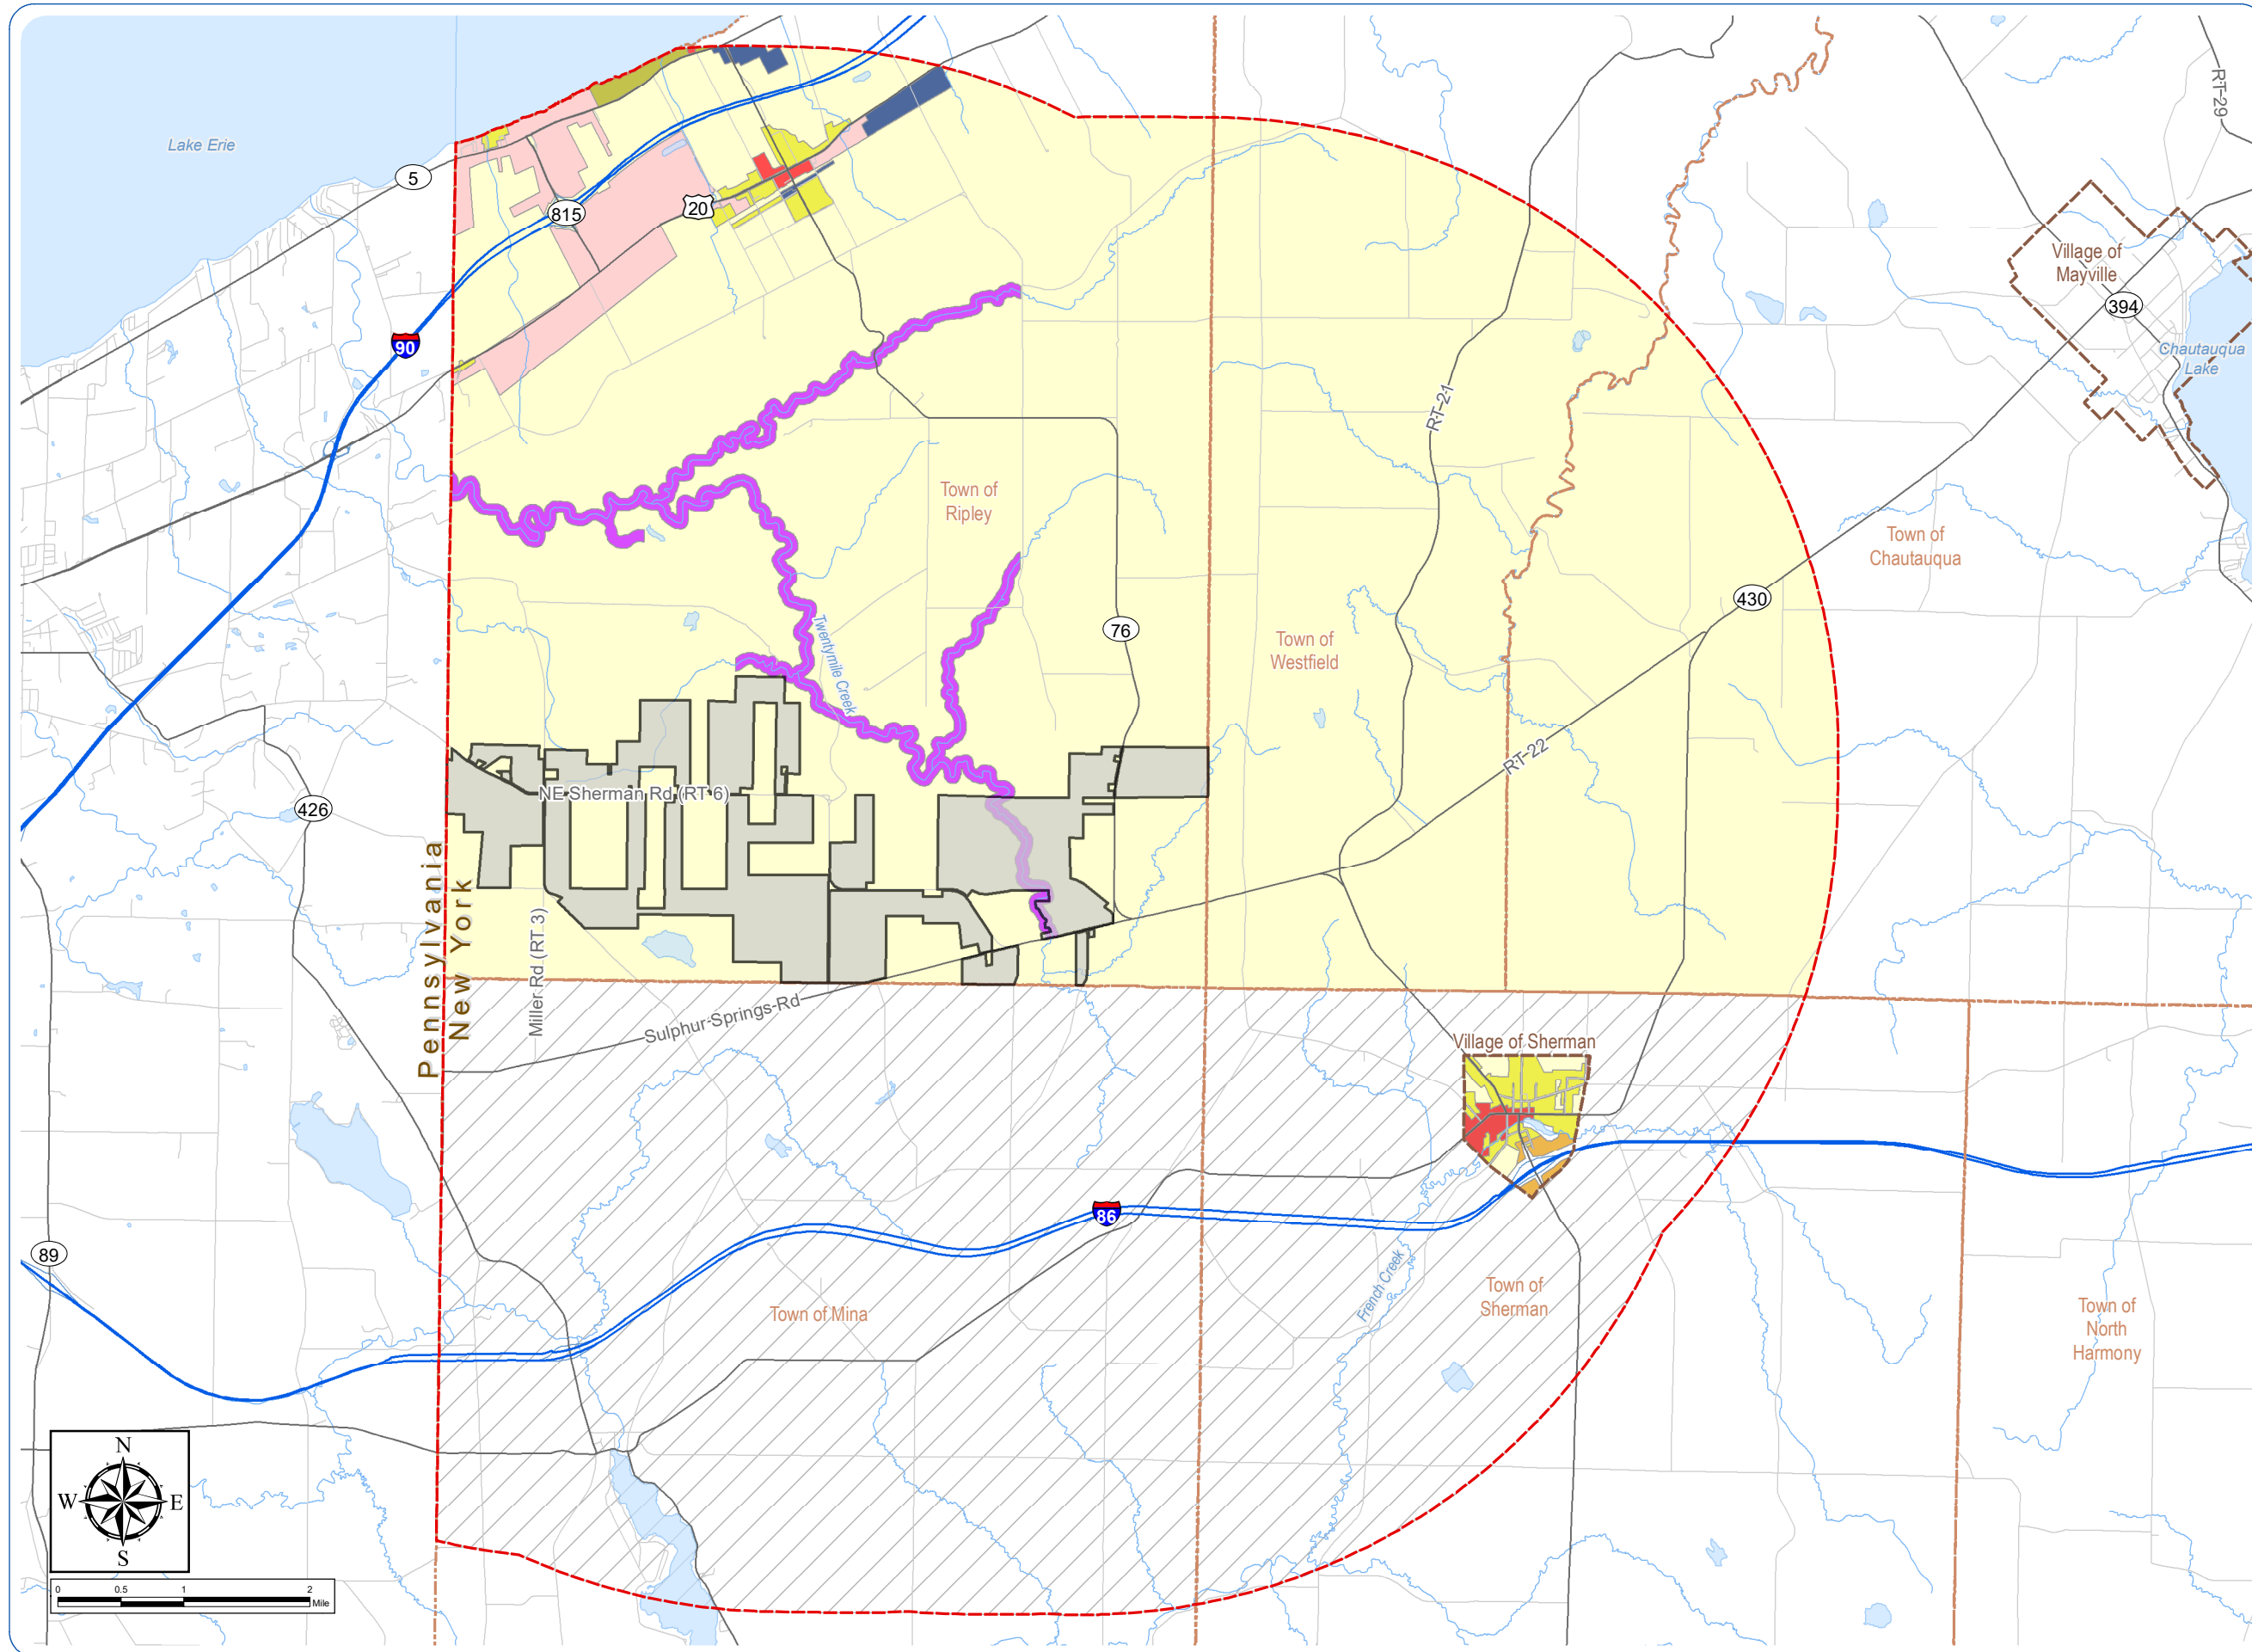 RT-29
Lake Erie
5
815
20
Village of
Mayville
394
90
Chautauqua
Lake
RT-21
Town of
Ripley
Town of
Chautauqua
430
76
Town of
Westfield
Twentymile Creek
RT-22
NE Sherman Rd (RT 6)
426
Pennsylvania
New York
Miller Rd (RT 3)
Sulphur-Springs-Rd
Village of Sherman
86
89
French Creek
Town of Mina
Town of
Sherman
Town of
North
Harmony
N
W
E
S
0
0.5
1
2
Mile